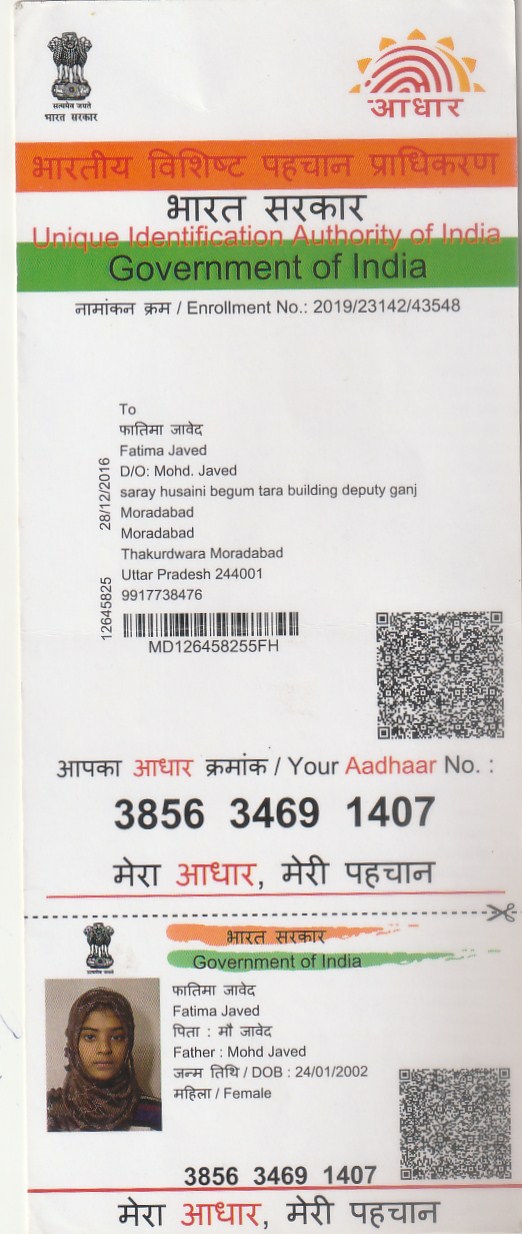 सत्यमेव जयते
भारत सरकार
आधार
भारतीय विशिष्ट पहचान प्राधिकरण
भारत सरकार
Unique Identification Authority of India
Government of India
नामांकन क्रम / Enrollment No.: 2019/23142/43548
To
फातिमा जावेद
Fatima Javed
D/O: Mohd. Javed
saray husaini begum tara building deputy ganj
Moradabad
Moradabad
Thakurdwara Moradabad
Uttar Pradesh 244001
9917738476
28/12/2016
12645825
MD126458255FH
आपका आधार क्रमांक / Your Aadhaar No. :
3856 3469 1407
मेरा आधार, मेरी पहचान
भारत सरकार
Government of India
फातिमा जावेद
Fatima Javed
पिता : मौ जावेद
Father : Mohd Javed
जन्म तिथि / DOB : 24/01/2002
महिला / Female
3856 3469 1407
मेरा आधार, मेरी पहचान